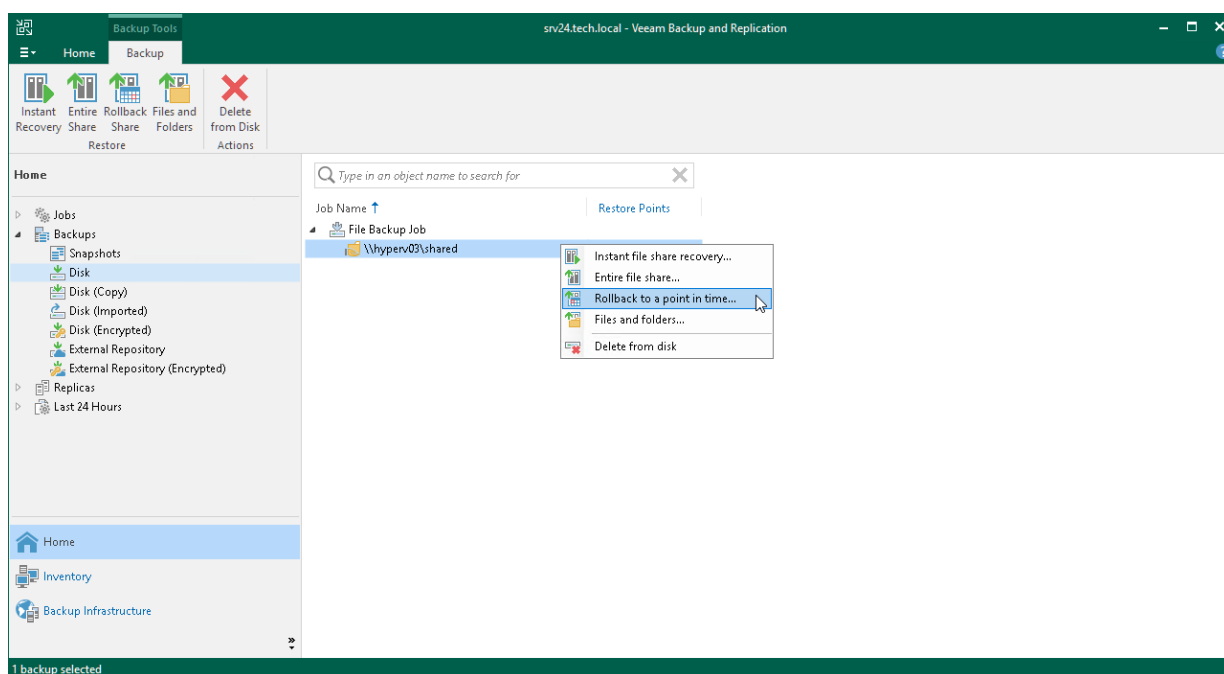 Backup Tools
srv24.tech.local - Veeam Backup and Replication
Home Backup
Instant Recovery
Entire Share
Rollback Share
Files and Folders
Delete from Disk
Restore
Actions
Home
Type in an object name to search for
Job Name Restore Points
Jobs
File Backup Job
Backups
\\hyperv03\shared
Snapshots
Instant file share recovery...
Disk
Entire file share...
Disk (Copy)
Rollback to a point in time...
Disk (Imported)
Files and folders...
Disk (Encrypted)
Delete from disk
External Repository
External Repository (Encrypted)
Replicas
Last 24 Hours
Home
Inventory
Backup Infrastructure
1 backup selected